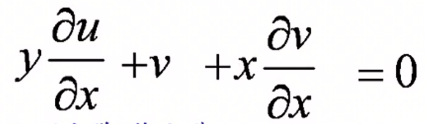 y ∂u/∂x + v + x ∂v/∂x = 0